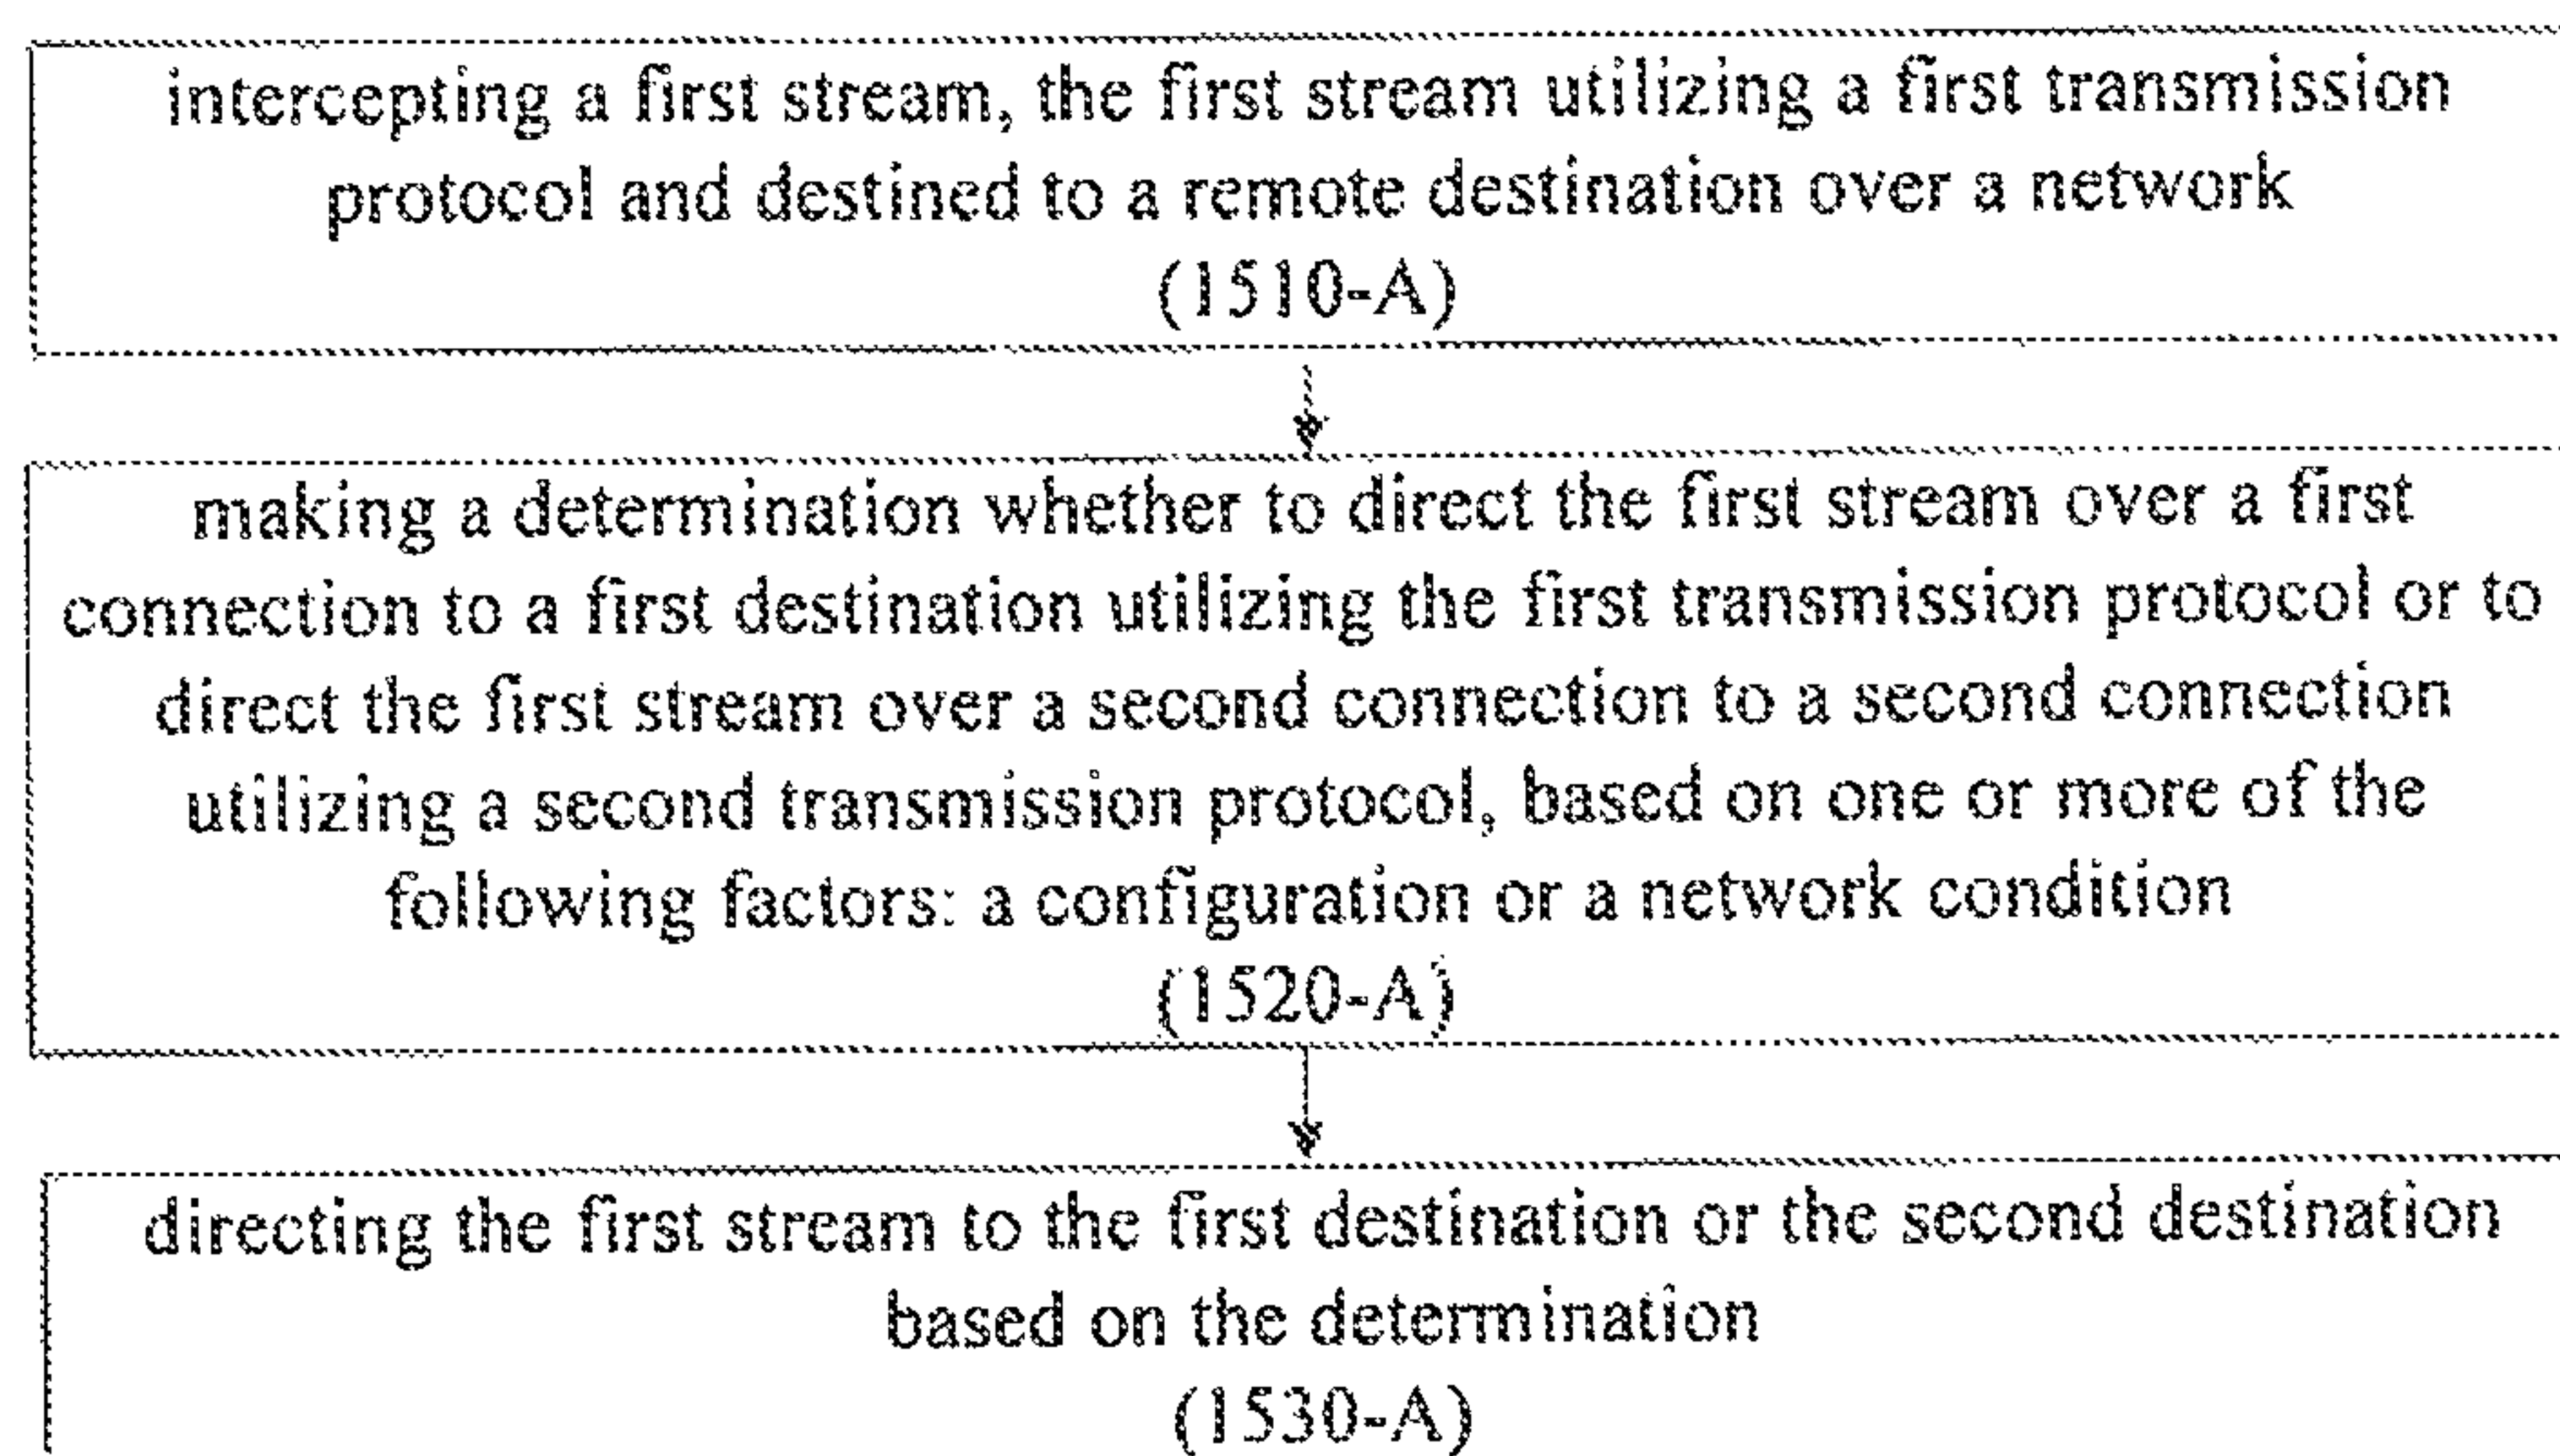 intercepting a first stream, the first stream utilizing a first transmission
protocol and destined to a remote destination over a network
(1510-A)
making a determination whether to direct the first stream over a first
connection to a first destination utilizing the first transmission protocol or to
direct the first stream over a second connection to a second connection
utilizing a second transmission protocol, based on one or more of the
following factors: a configuration or a network condition
(1520-A)
directing the first stream to the first destination or the second destination
based on the determination
(1530-A)